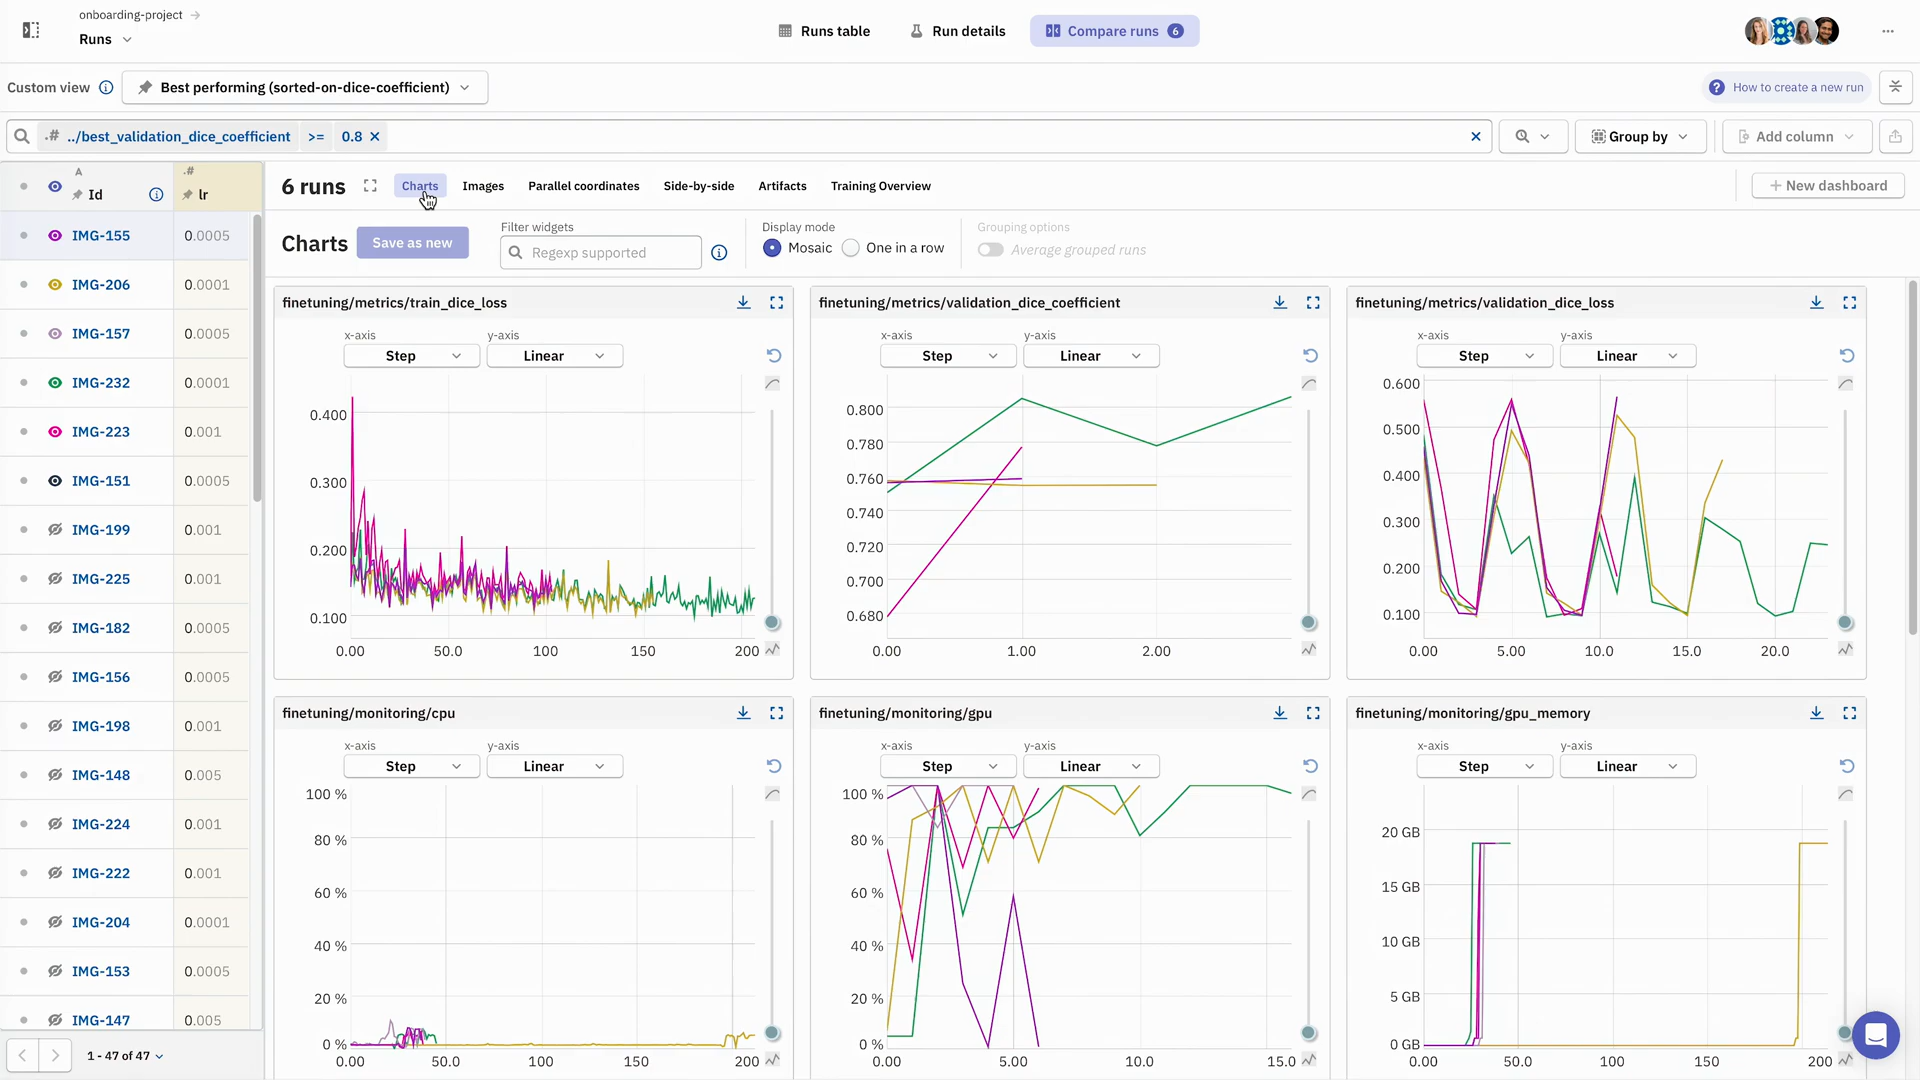 onboarding-project
Runs
Runs table
Run details
Compare runs 6
Custom view
Best performing (sorted-on-dice-coefficient)
How to create a new run
.# ../best_validation_dice_coefficient >= 0.8
Group by
Add column
A
Id
.#
lr
IMG-155 0.0005
IMG-206 0.0001
IMG-157 0.0005
IMG-232 0.0001
IMG-223 0.001
IMG-151 0.0005
IMG-199 0.001
IMG-225 0.001
IMG-182 0.0005
IMG-156 0.0005
IMG-198 0.001
IMG-148 0.005
IMG-224 0.001
IMG-222 0.001
IMG-204 0.0001
IMG-153 0.0005
IMG-147 0.005
1 - 47 of 47
6 runs
Charts
Images
Parallel coordinates
Side-by-side
Artifacts
Training Overview
New dashboard
Charts
Save as new
Filter widgets
Regexp supported
Display mode
Mosaic
One in a row
Grouping options
Average grouped runs
finetuning/metrics/train_dice_loss
x-axis
y-axis
Step
Linear
0.400
0.300
0.200
0.100
0.00 50.0 100 150 200
finetuning/metrics/validation_dice_coefficient
x-axis
y-axis
Step
Linear
0.800
0.780
0.760
0.740
0.720
0.700
0.680
0.00 1.00 2.00
finetuning/metrics/validation_dice_loss
x-axis
y-axis
Step
Linear
0.600
0.500
0.400
0.300
0.200
0.100
0.00 5.00 10.0 15.0 20.0
finetuning/monitoring/cpu
x-axis
y-axis
Step
Linear
100 %
80 %
60 %
40 %
20 %
0 %
0.00 50.0 100 150 200
finetuning/monitoring/gpu
x-axis
y-axis
Step
Linear
100 %
80 %
60 %
40 %
20 %
0 %
0.00 5.00 10.0 15.0
finetuning/monitoring/gpu_memory
x-axis
y-axis
Step
Linear
20 GB
15 GB
10 GB
5 GB
0 GB
0.00 50.0 100 150 200